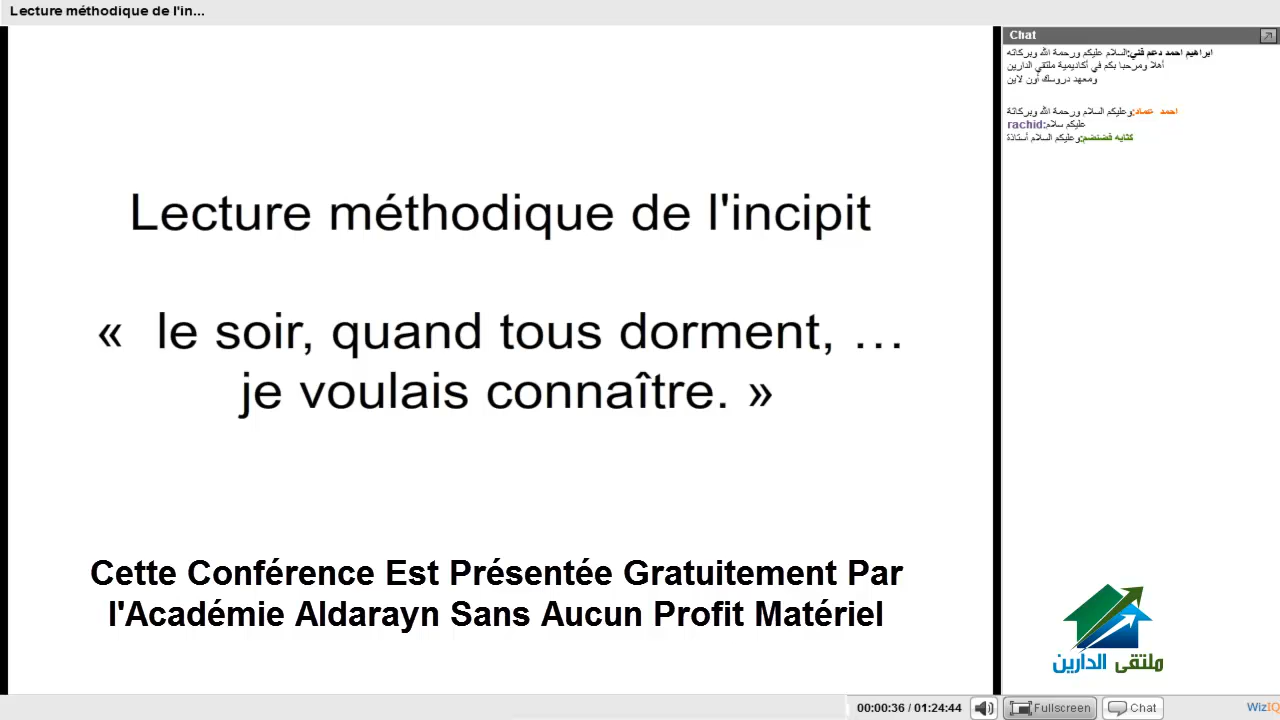 Lecture méthodique de l'in...
Lecture méthodique de l'incipit
« le soir, quand tous dorment, …
je voulais connaître. »
Cette Conférence Est Présentée Gratuitement Par
l'Académie Aldarayn Sans Aucun Profit Matériel
Chat
ابراهيم احمد دعم فني:السلام عليكم ورحمة الله وبركاته
أهلا ومرحبا بكم في أكاديمية ملتقى الدارين
ومعهد دروسك أون لاين
احمد عماد:وعليكم السلام ورحمة الله وبركاتة
rachid:عليكم سلام
وعليكم السلام أستاذة
ملتقى الدارين
00:00:36 / 01:24:44
Fullscreen
Chat
WizIQ